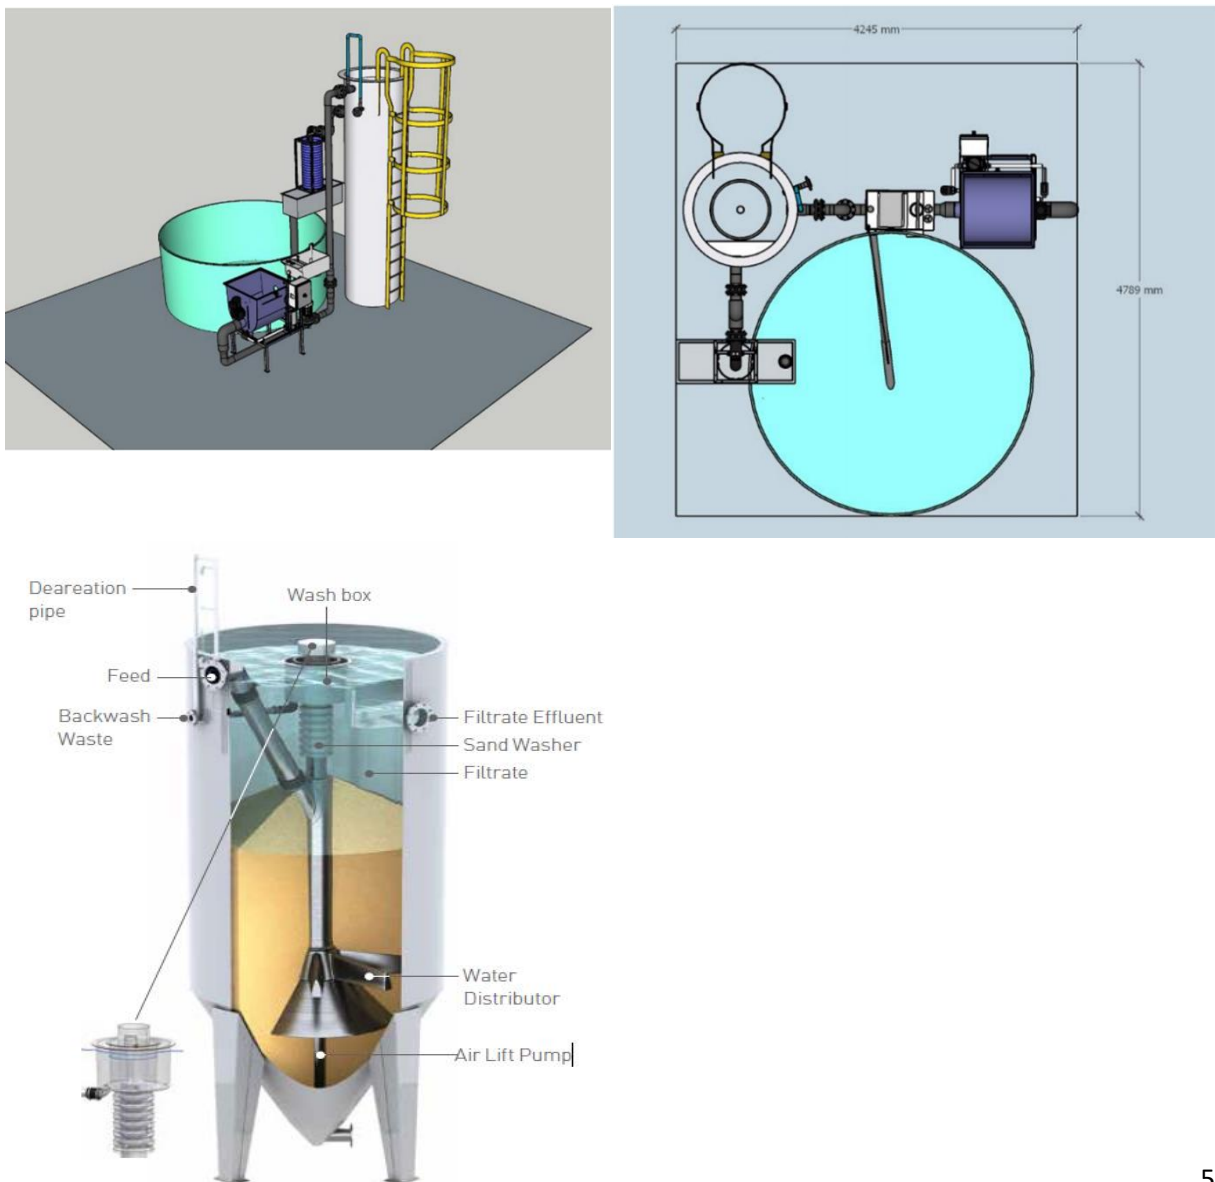 4245 mm
4789 mm
Deareation
pipe
Wash box
Feed
Backwash
Waste
Filtrate Effluent
Sand Washer
Filtrate
Water
Distributor
Air Lift Pump
5